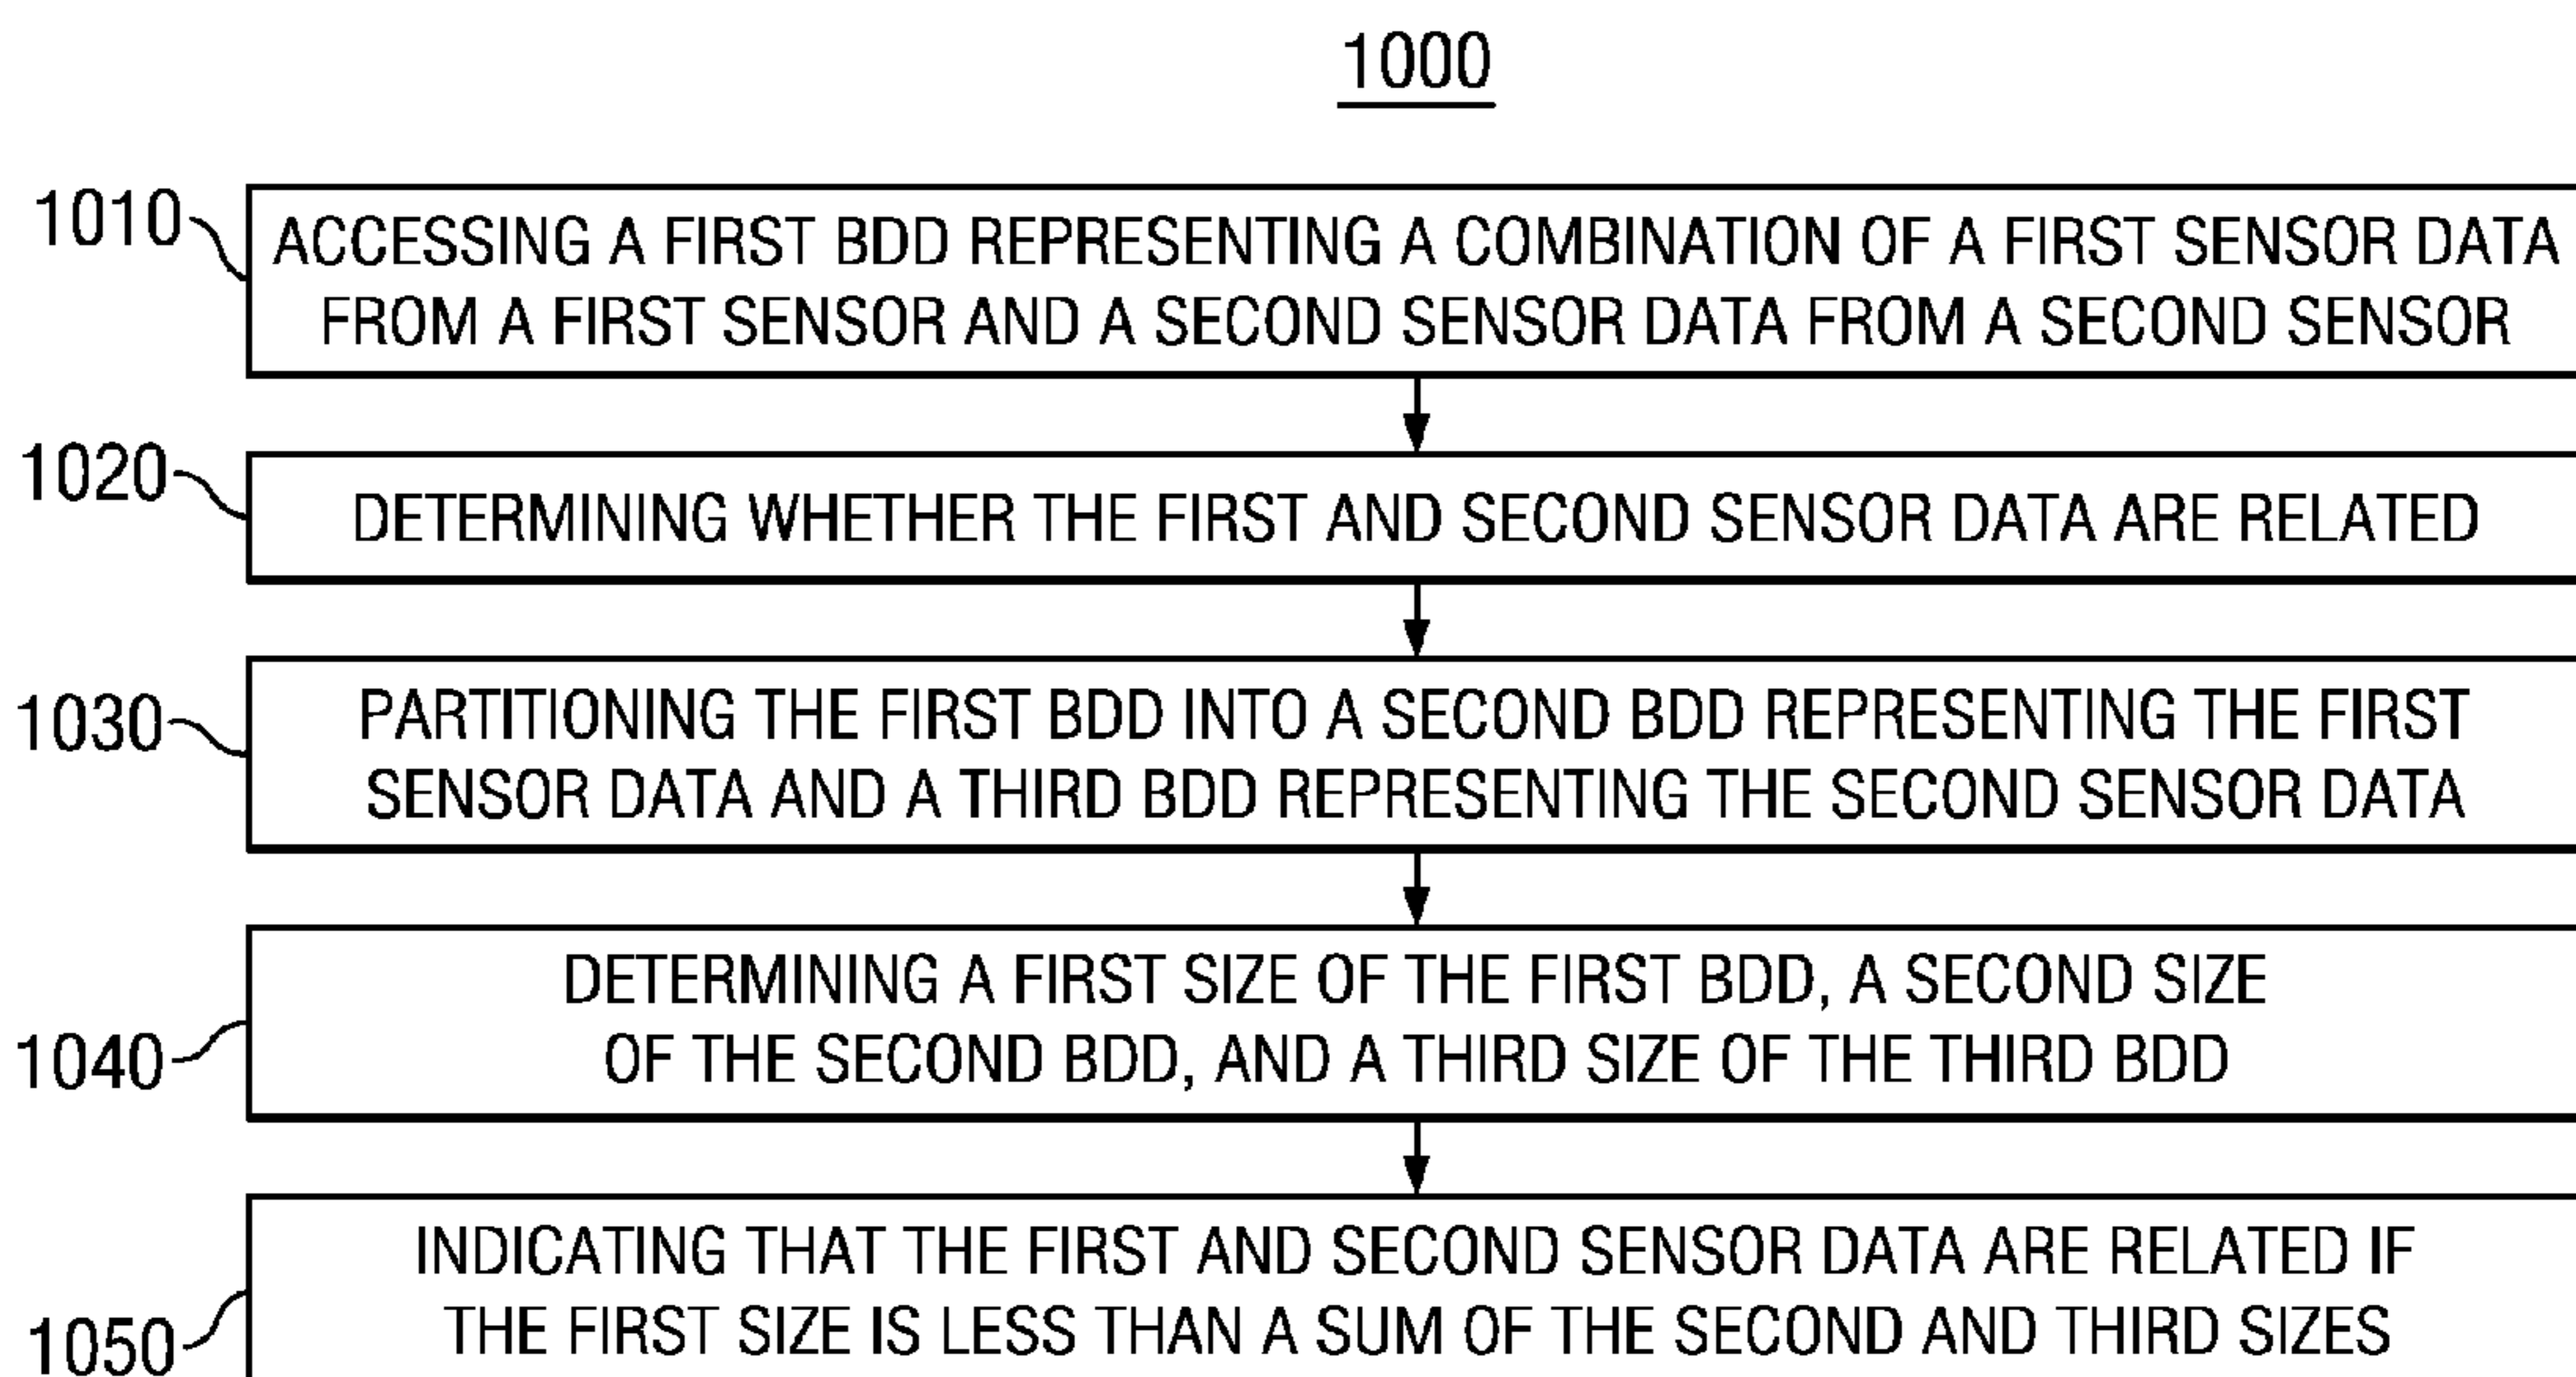 1000
1010
ACCESSING A FIRST BDD REPRESENTING A COMBINATION OF A FIRST SENSOR DATA
FROM A FIRST SENSOR AND A SECOND SENSOR DATA FROM A SECOND SENSOR
1020
DETERMINING WHETHER THE FIRST AND SECOND SENSOR DATA ARE RELATED
1030
PARTITIONING THE FIRST BDD INTO A SECOND BDD REPRESENTING THE FIRST
SENSOR DATA AND A THIRD BDD REPRESENTING THE SECOND SENSOR DATA
1040
DETERMINING A FIRST SIZE OF THE FIRST BDD, A SECOND SIZE
OF THE SECOND BDD, AND A THIRD SIZE OF THE THIRD BDD
1050
INDICATING THAT THE FIRST AND SECOND SENSOR DATA ARE RELATED IF
THE FIRST SIZE IS LESS THAN A SUM OF THE SECOND AND THIRD SIZES